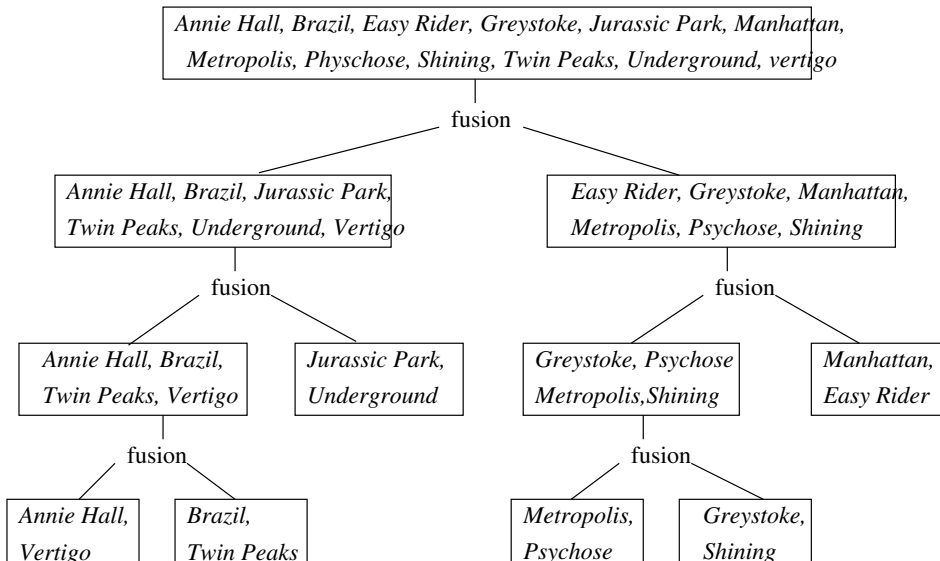 Annie Hall, Brazil, Easy Rider, Greystoke, Jurassic Park, Manhattan,
Metropolis, Physchose, Shining, Twin Peaks, Underground, vertigo
fusion
Annie Hall, Brazil, Jurassic Park,
Twin Peaks, Underground, Vertigo
Easy Rider, Greystoke, Manhattan,
Metropolis, Psychose, Shining
fusion
fusion
Annie Hall, Brazil,
Twin Peaks, Vertigo
Jurassic Park,
Underground
Greystoke, Psychose
Metropolis,Shining
Manhattan,
Easy Rider
fusion
fusion
Annie Hall,
Vertigo
Brazil,
Twin Peaks
Metropolis,
Psychose
Greystoke,
Shining